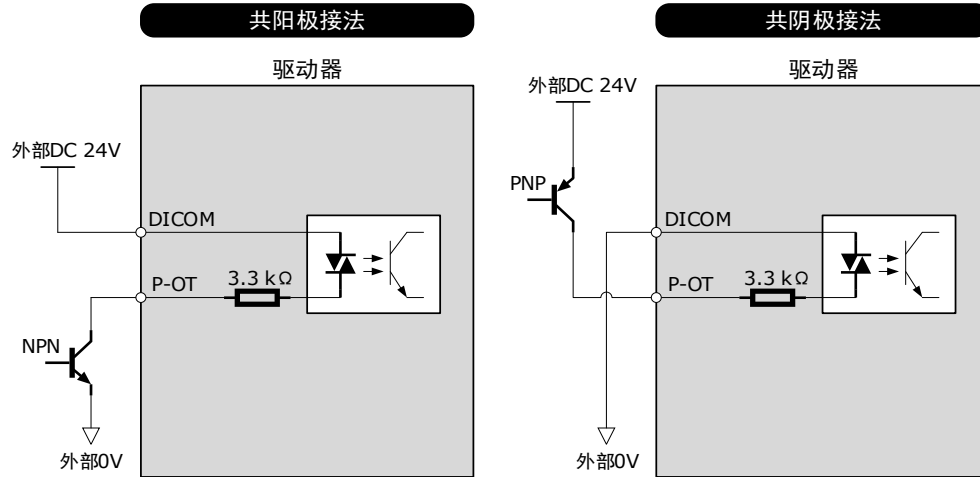 共阳极接法
驱动器
外部DC 24V
DICOM
P-OT
3.3 kΩ
NPN
外部0V
共阴极接法
驱动器
外部DC 24V
PNP
DICOM
P-OT
3.3 kΩ
外部0V